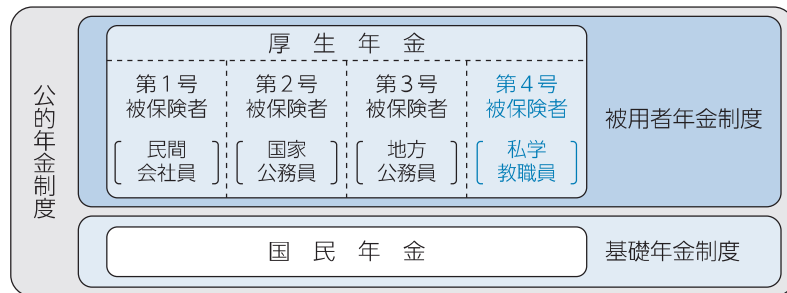 公的年金制度
厚生年金
第1号
被保険者
民間
会社員
第2号
被保険者
国家
公務員
第3号
被保険者
地方
公務員
第4号
被保険者
私学
教職員
被用者年金制度
国民年金
基礎年金制度